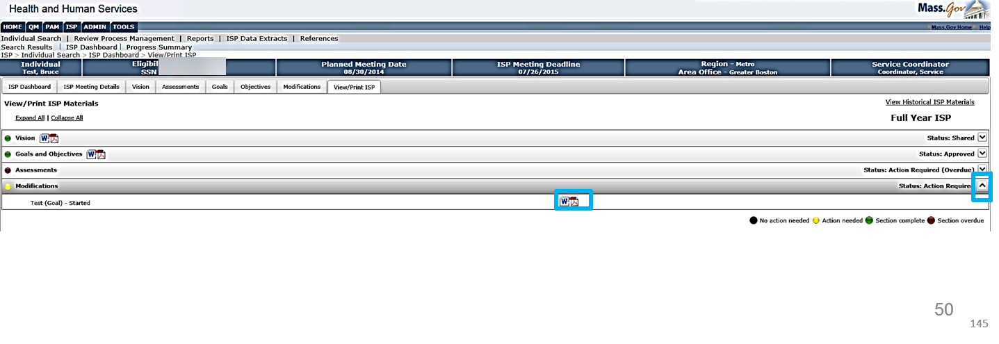 Health and Human Services
Mass.Gov
HOME QM PAM ISP ADMIN TOOLS
Mass.Gov Home Help
Individual Search | Review Process Management | Reports | ISP Data Extracts | References
Search Results | ISP Dashboard | Progress Summary
ISP > Individual Search > ISP Dashboard > View/Print ISP
Individual Eligibil Planned Meeting Date ISP Meeting Deadline Region - Metro Service Coordinator
Test, Bruce SSN 08/30/2014 07/26/2015 Area Office - Greater Boston Coordinator, Service
ISP Dashboard ISP Meeting Details Vision Assessments Goals Objectives Modifications View/Print ISP
View/Print ISP Materials View Historical ISP Materials
Expand All | Collapse All Full Year ISP
Vision Status: Shared
Goals and Objectives Status: Approved
Assessments Status: Action Required (Overdue)
Modifications Status: Action Require
Test (Goal) - Started
No action needed Action needed Section complete Section overdue
50
145